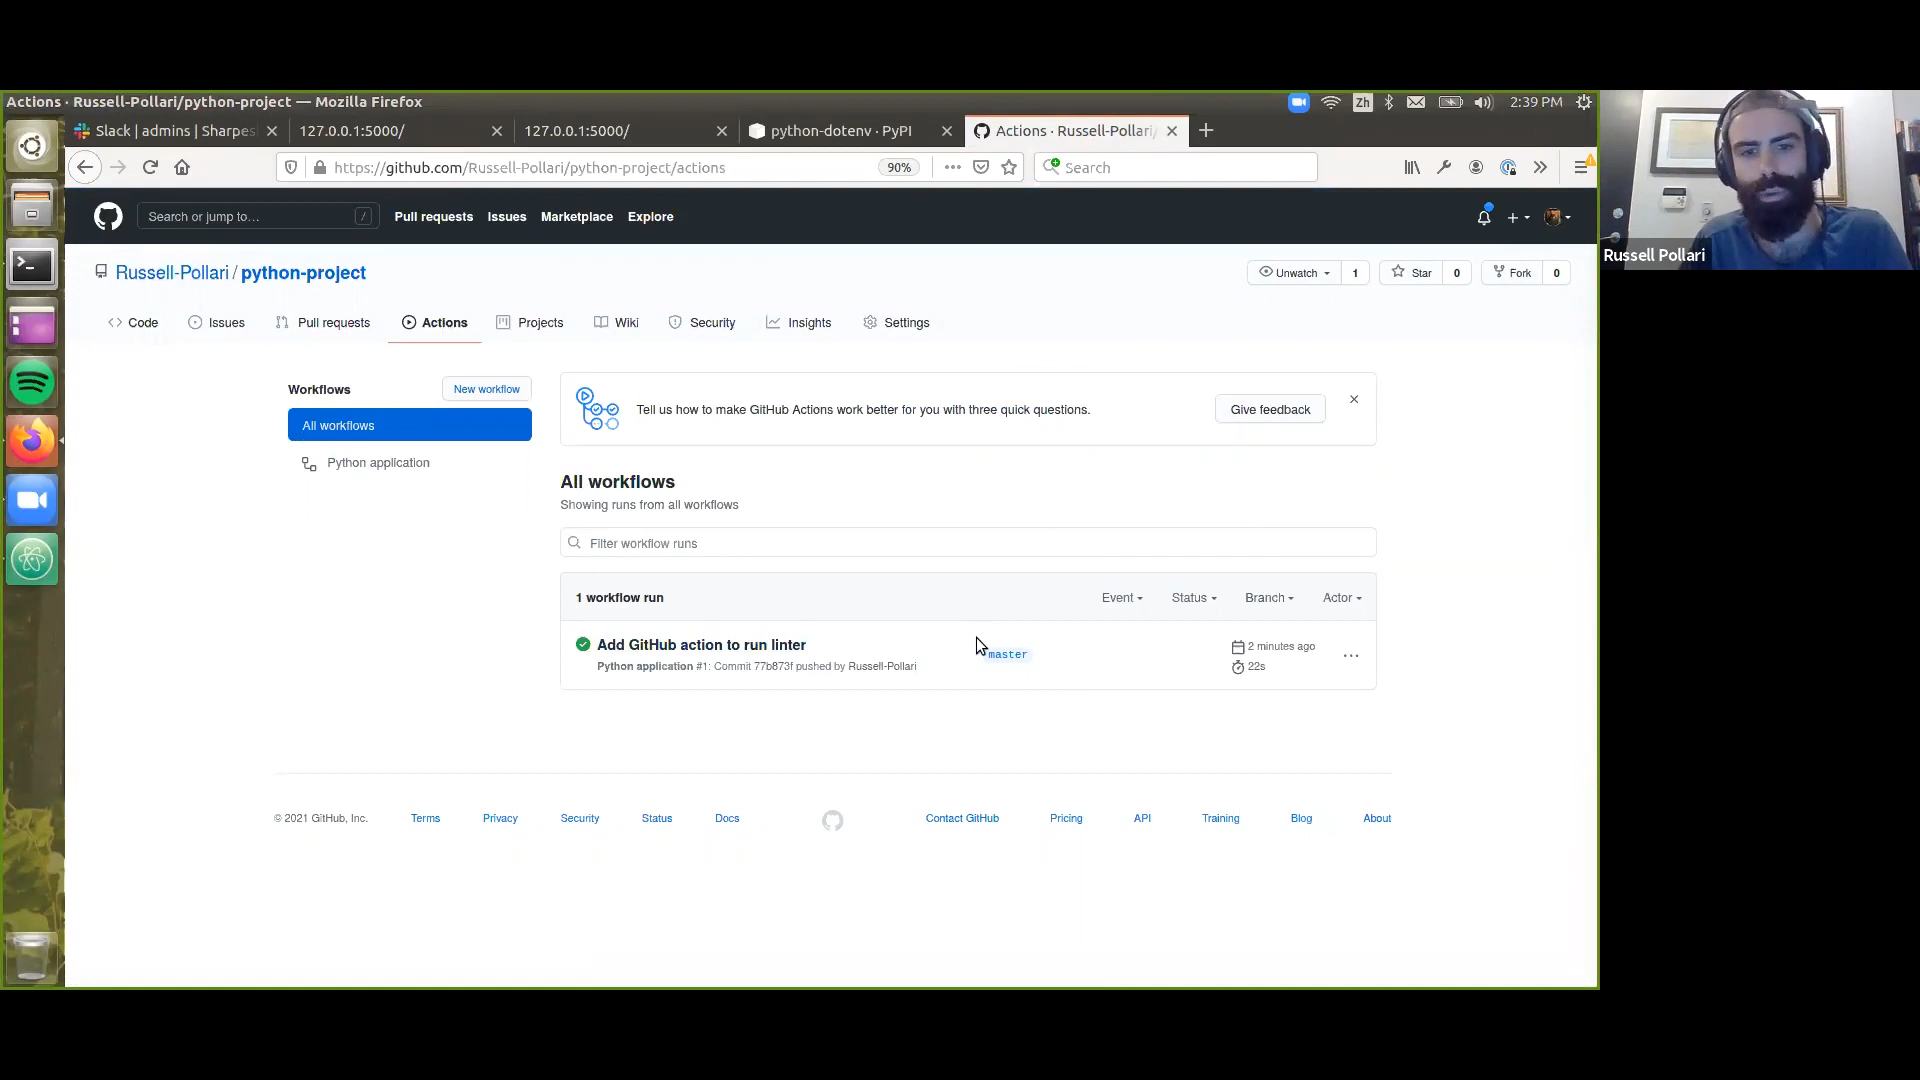 Actions · Russell-Pollari/python-project — Mozilla Firefox
Zh
2:39 PM
Slack | admins | Sharpes
127.0.0.1:5000/
127.0.0.1:5000/
python-dotenv · PyPI
Actions · Russell-Pollari/
https://github.com/Russell-Pollari/python-project/actions
90%
Search
Search or jump to…
/
Pull requests
Issues
Marketplace
Explore
Russell Pollari
Russell-Pollari / python-project
Unwatch
1
Star
0
Fork
0
Code
Issues
Pull requests
Actions
Projects
Wiki
Security
Insights
Settings
Workflows
New workflow
All workflows
Python application
Tell us how to make GitHub Actions work better for you with three quick questions.
Give feedback
All workflows
Showing runs from all workflows
Filter workflow runs
1 workflow run
Event
Status
Branch
Actor
Add GitHub action to run linter
Python application #1: Commit 77b873f pushed by Russell-Pollari
master
2 minutes ago
22s
© 2021 GitHub, Inc.
Terms
Privacy
Security
Status
Docs
Contact GitHub
Pricing
API
Training
Blog
About